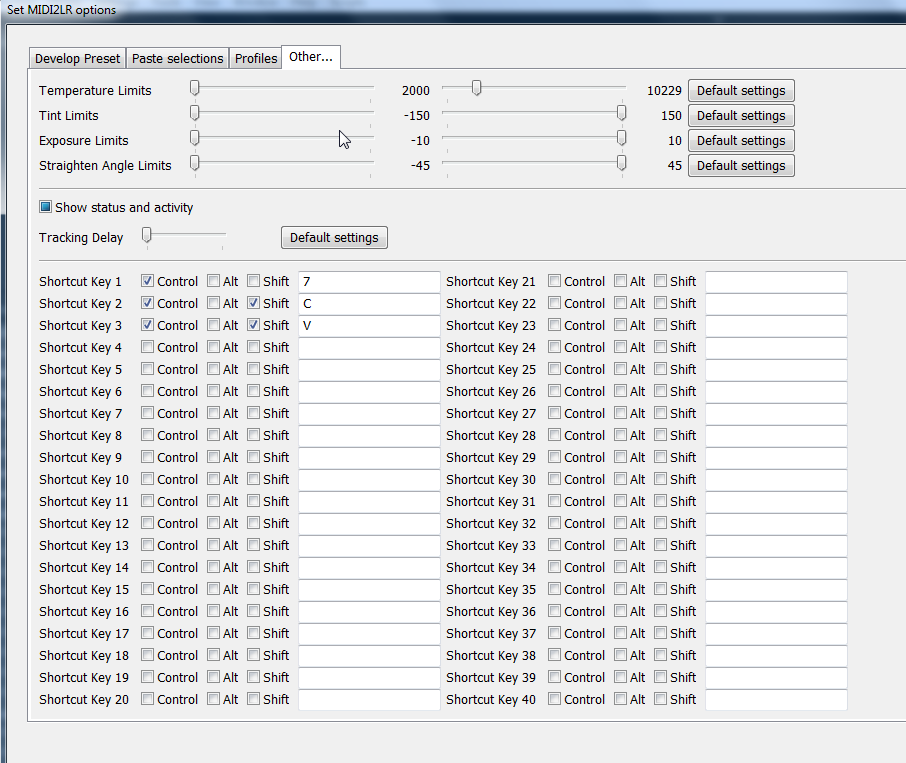 Set MIDI2LR options
Develop Preset Paste selections Profiles Other...
Temperature Limits 2000 10229 Default settings
Tint Limits -150 150 Default settings
Exposure Limits -10 10 Default settings
Straighten Angle Limits -45 45 Default settings
Show status and activity
Tracking Delay Default settings
Shortcut Key 1 Control Alt Shift 7 Shortcut Key 21 Control Alt Shift
Shortcut Key 2 Control Alt Shift C Shortcut Key 22 Control Alt Shift
Shortcut Key 3 Control Alt Shift V Shortcut Key 23 Control Alt Shift
Shortcut Key 4 Control Alt Shift Shortcut Key 24 Control Alt Shift
Shortcut Key 5 Control Alt Shift Shortcut Key 25 Control Alt Shift
Shortcut Key 6 Control Alt Shift Shortcut Key 26 Control Alt Shift
Shortcut Key 7 Control Alt Shift Shortcut Key 27 Control Alt Shift
Shortcut Key 8 Control Alt Shift Shortcut Key 28 Control Alt Shift
Shortcut Key 9 Control Alt Shift Shortcut Key 29 Control Alt Shift
Shortcut Key 10 Control Alt Shift Shortcut Key 30 Control Alt Shift
Shortcut Key 11 Control Alt Shift Shortcut Key 31 Control Alt Shift
Shortcut Key 12 Control Alt Shift Shortcut Key 32 Control Alt Shift
Shortcut Key 13 Control Alt Shift Shortcut Key 33 Control Alt Shift
Shortcut Key 14 Control Alt Shift Shortcut Key 34 Control Alt Shift
Shortcut Key 15 Control Alt Shift Shortcut Key 35 Control Alt Shift
Shortcut Key 16 Control Alt Shift Shortcut Key 36 Control Alt Shift
Shortcut Key 17 Control Alt Shift Shortcut Key 37 Control Alt Shift
Shortcut Key 18 Control Alt Shift Shortcut Key 38 Control Alt Shift
Shortcut Key 19 Control Alt Shift Shortcut Key 39 Control Alt Shift
Shortcut Key 20 Control Alt Shift Shortcut Key 40 Control Alt Shift